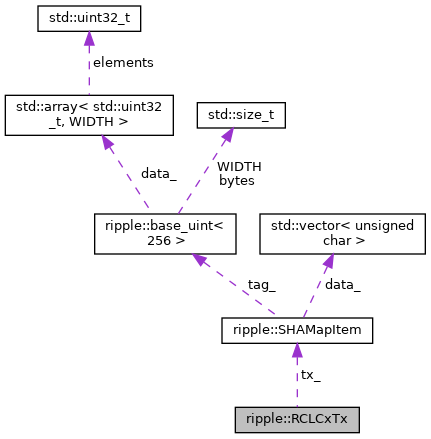 std::uint32_t
elements
std::array< std::uint32
_t, WIDTH >
std::size_t
data_
WIDTH
bytes
ripple::base_uint<
256 >
std::vector< unsigned
char >
tag_
data_
ripple::SHAMapItem
tx_
ripple::RCLCxTx